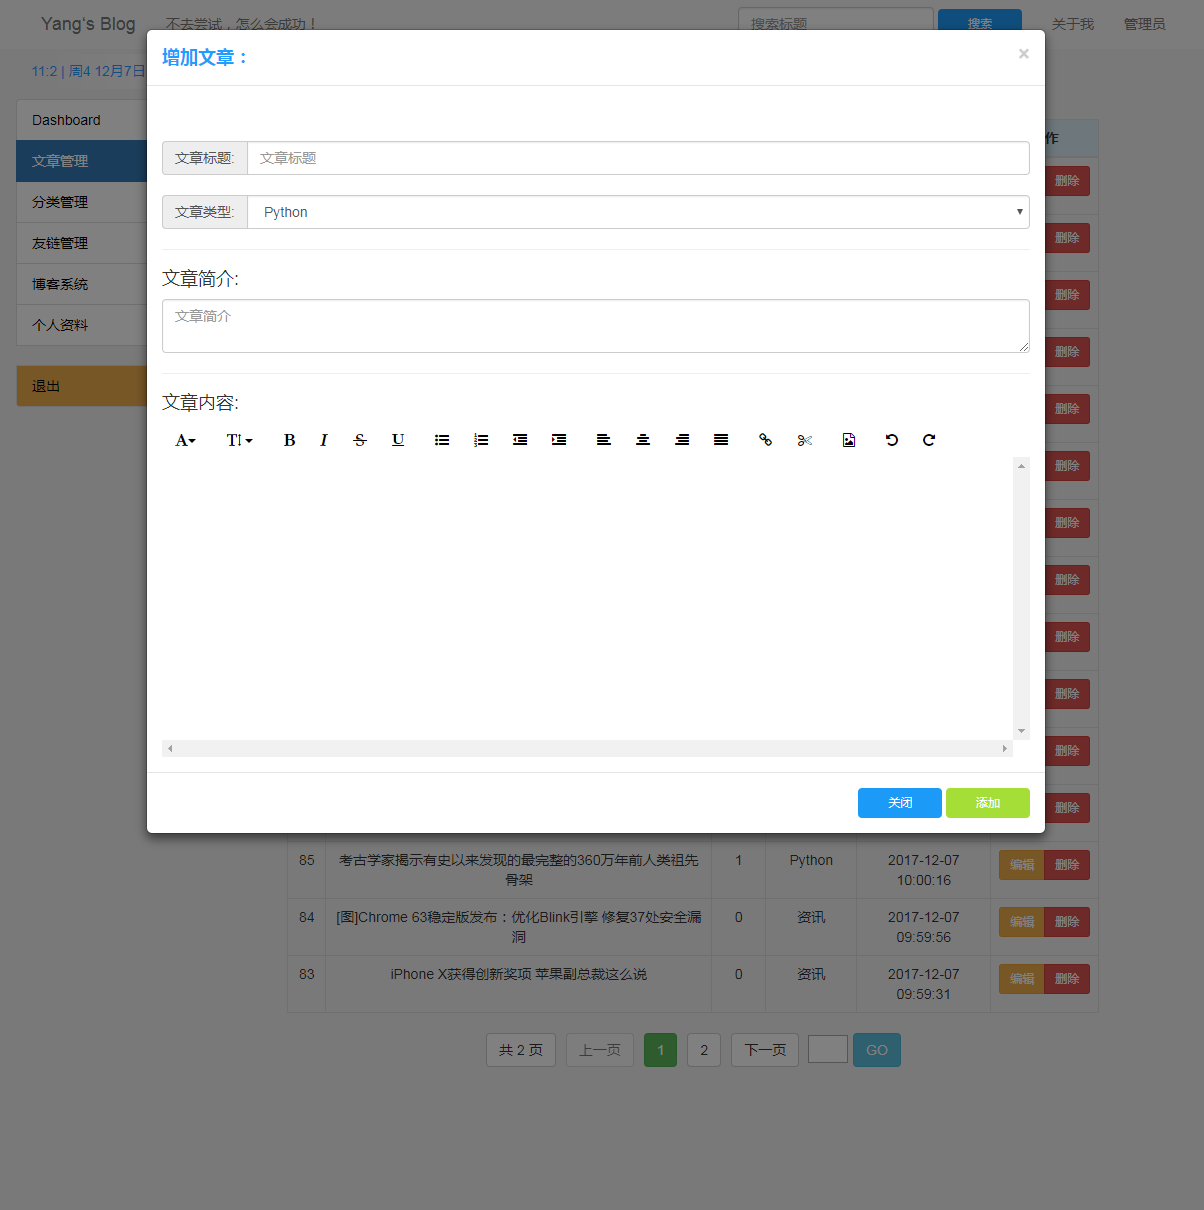 Yang's Blog 不去尝试，怎么会成功！ 搜索标题 搜索 关于我 管理员
增加文章： ×
11:2 | 周4 12月7日
Dashboard
作
文章管理
文章标题: 文章标题
删除
分类管理
文章类型: Python
删除
友链管理
博客系统
文章简介:
删除
个人资料
文章简介
删除
退出
文章内容:
删除
A TI B I S U
删除
删除
删除
删除
删除
删除
关闭 添加
删除
85 考古学家揭示有史以来发现的最完整的360万年前人类祖先 1 Python 2017-12-07 编辑 删除
骨架 10:00:16
84 [图]Chrome 63稳定版发布：优化Blink引擎 修复37处安全漏 0 资讯 2017-12-07 编辑 删除
洞 09:59:56
83 iPhone X获得创新奖项 苹果副总裁这么说 0 资讯 2017-12-07 编辑 删除
09:59:31
共 2 页 上一页 1 2 下一页 GO